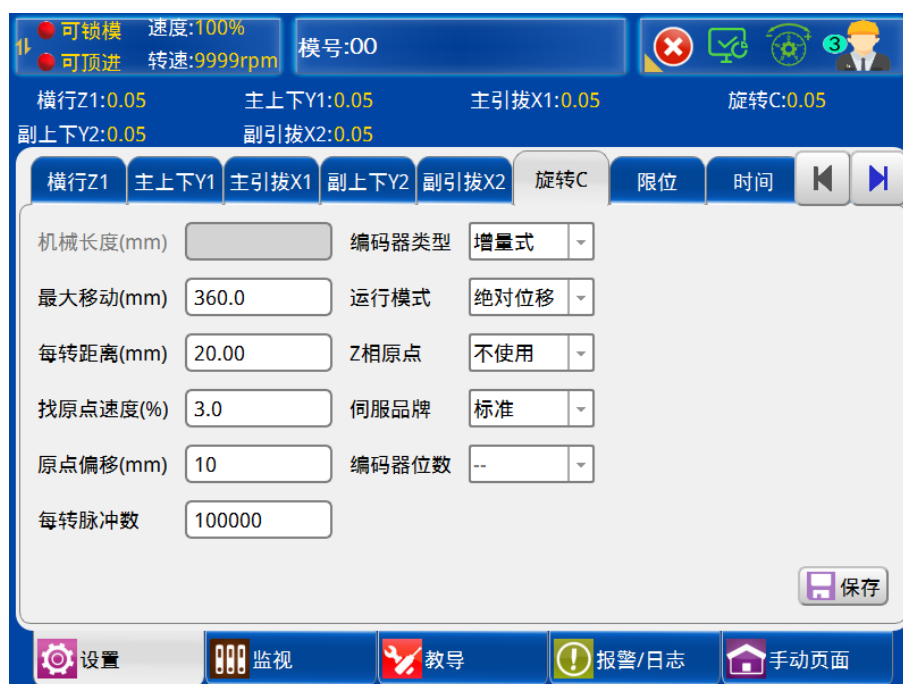 可锁模 速度:100%
可顶进 转速:9999rpm
模号:00
3
横行Z1:0.05 主上下Y1:0.05 主引拔X1:0.05 旋转C:0.05
副上下Y2:0.05 副引拔X2:0.05
横行Z1 主上下Y1 主引拔X1 副上下Y2 副引拔X2 旋转C 限位 时间
机械长度(mm) 编码器类型 增量式
最大移动(mm) 360.0 运行模式 绝对位移
每转距离(mm) 20.00 Z相原点 不使用
找原点速度(%) 3.0 伺服品牌 标准
原点偏移(mm) 10 编码器位数 --
每转脉冲数 100000
保存
设置 监视 教导 报警/日志 手动页面